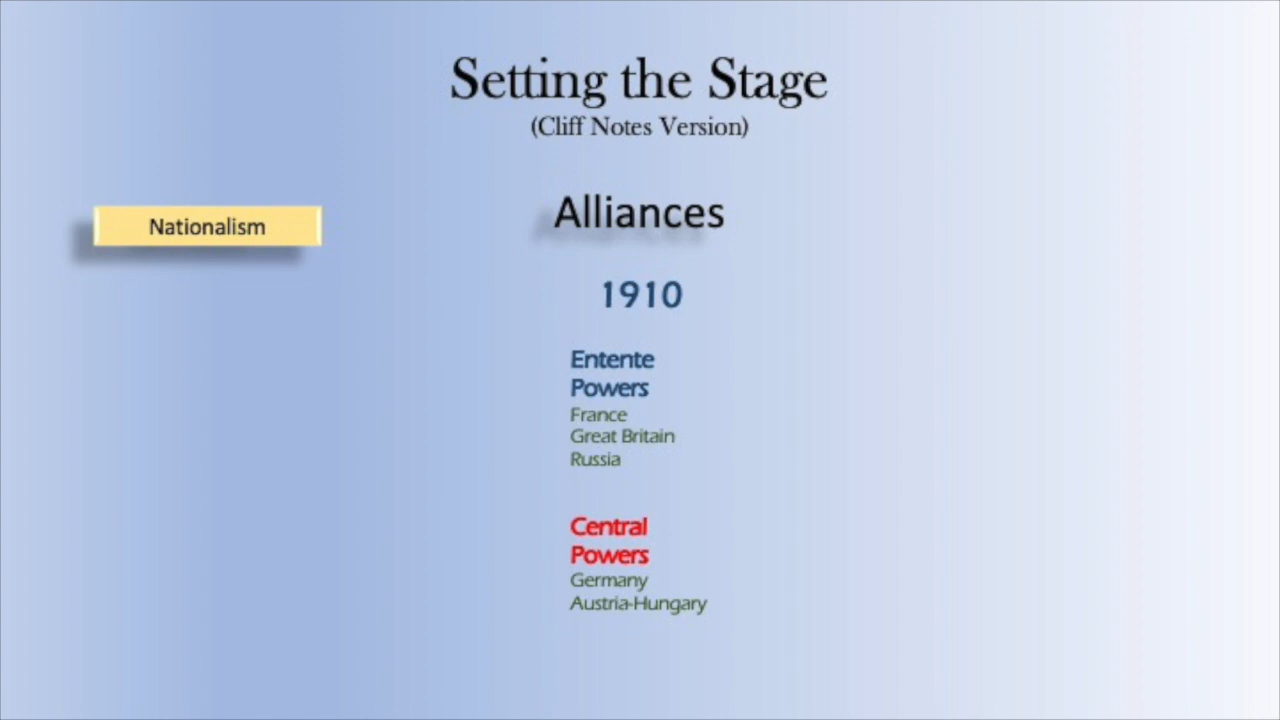 Setting the Stage
(Cliff Notes Version)
Nationalism
Alliances
1910
Entente
Powers
France
Great Britain
Russia
Central
Powers
Germany
Austria-Hungary